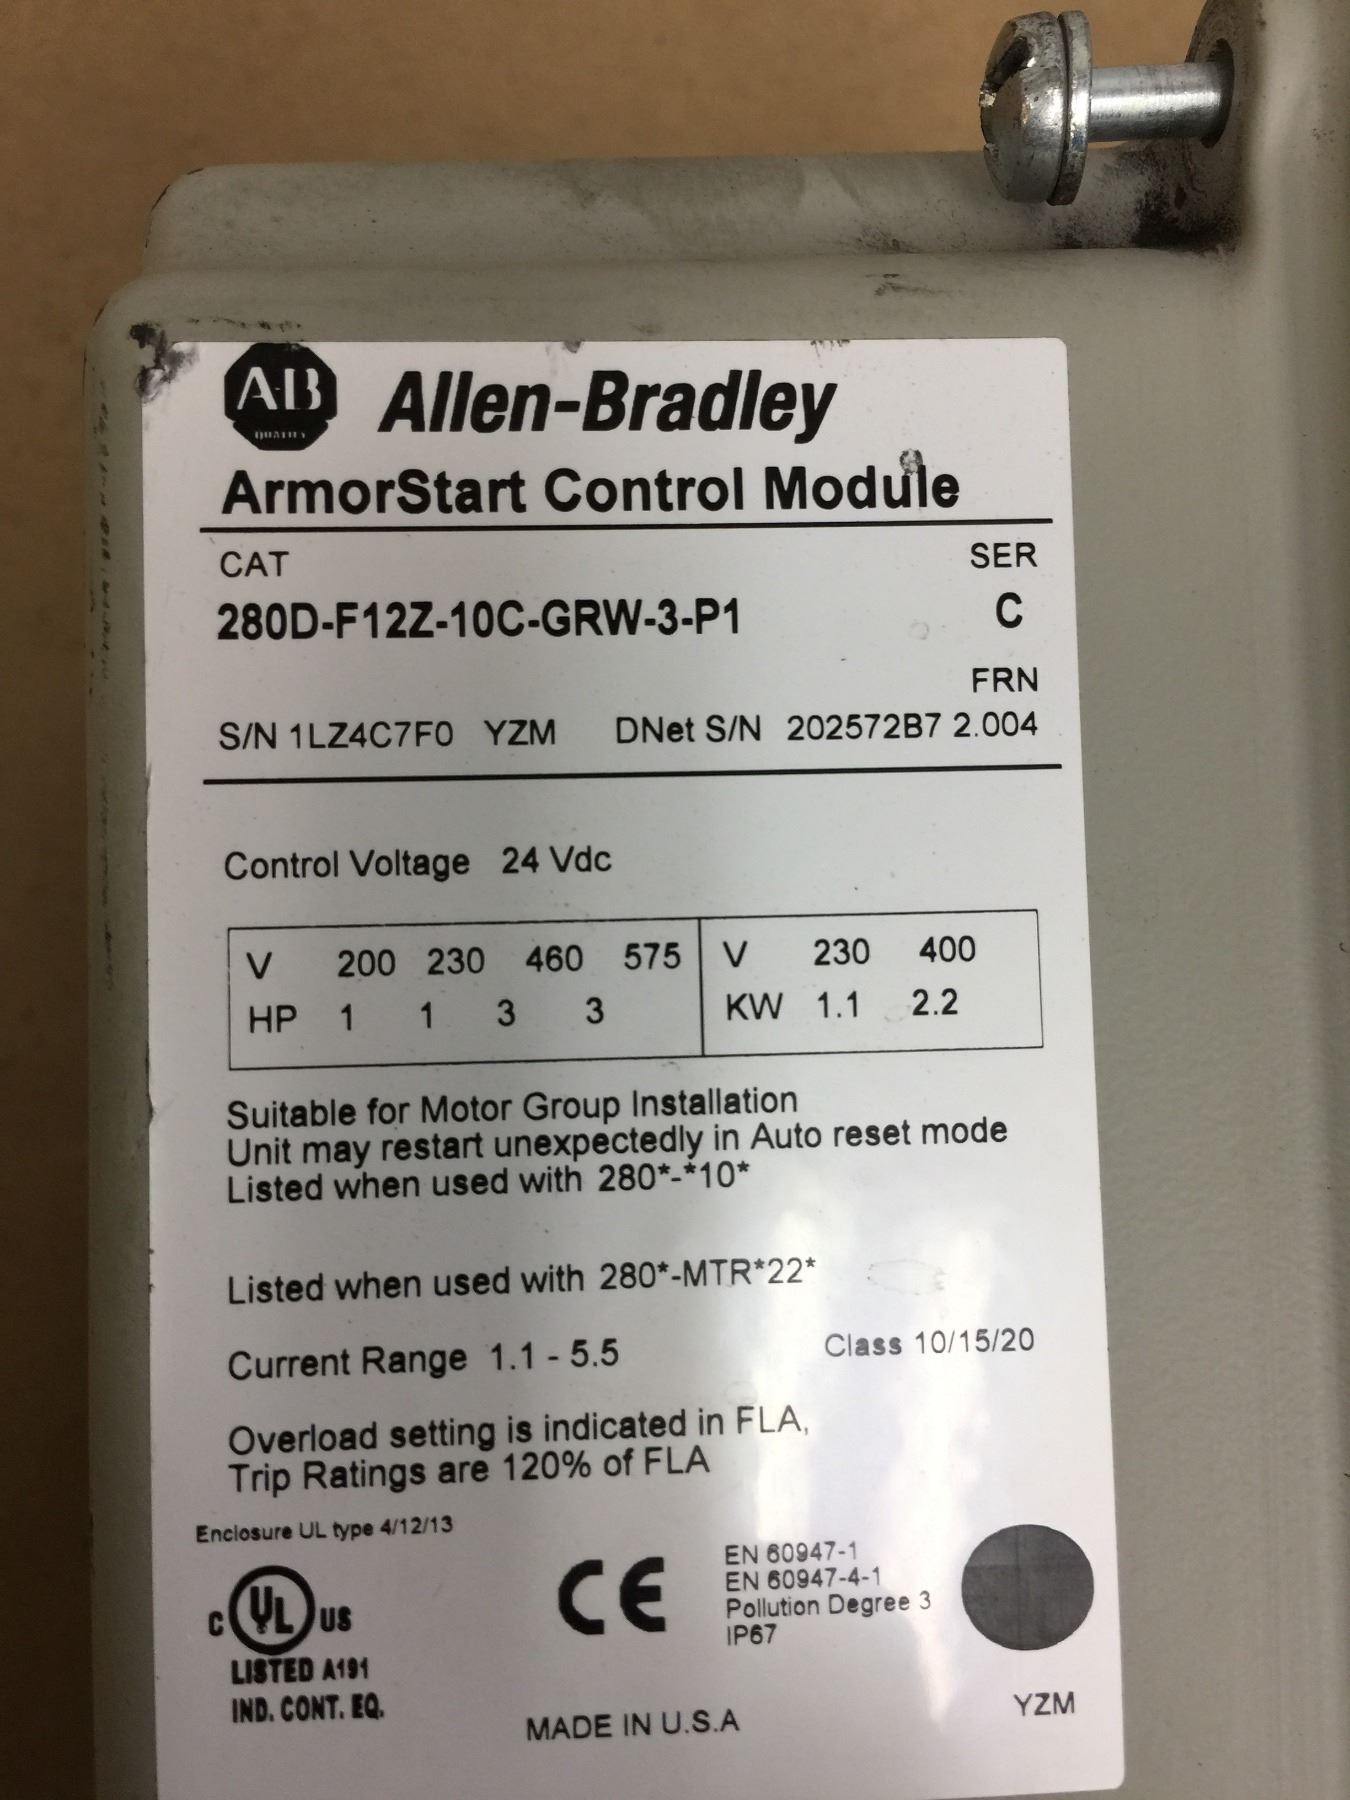 A-B
QUALITY
Allen-Bradley
ArmorStart Control Module
CAT SER
280D-F12Z-10C-GRW-3-P1 C
FRN
S/N 1LZ4C7F0 YZM DNet S/N 202572B7 2.004
Control Voltage 24 Vdc
V 200 230 460 575 V 230 400
HP 1 1 3 3 KW 1.1 2.2
Suitable for Motor Group Installation
Unit may restart unexpectedly in Auto reset mode
Listed when used with 280*-*10*
Listed when used with 280*-MTR*22*
Current Range 1.1 - 5.5 Class 10/15/20
Overload setting is indicated in FLA,
Trip Ratings are 120% of FLA
Enclosure UL type 4/12/13
C UL US
LISTED A191
IND. CONT. EQ.
CE
EN 60947-1
EN 60947-4-1
Pollution Degree 3
IP67
MADE IN U.S.A
YZM